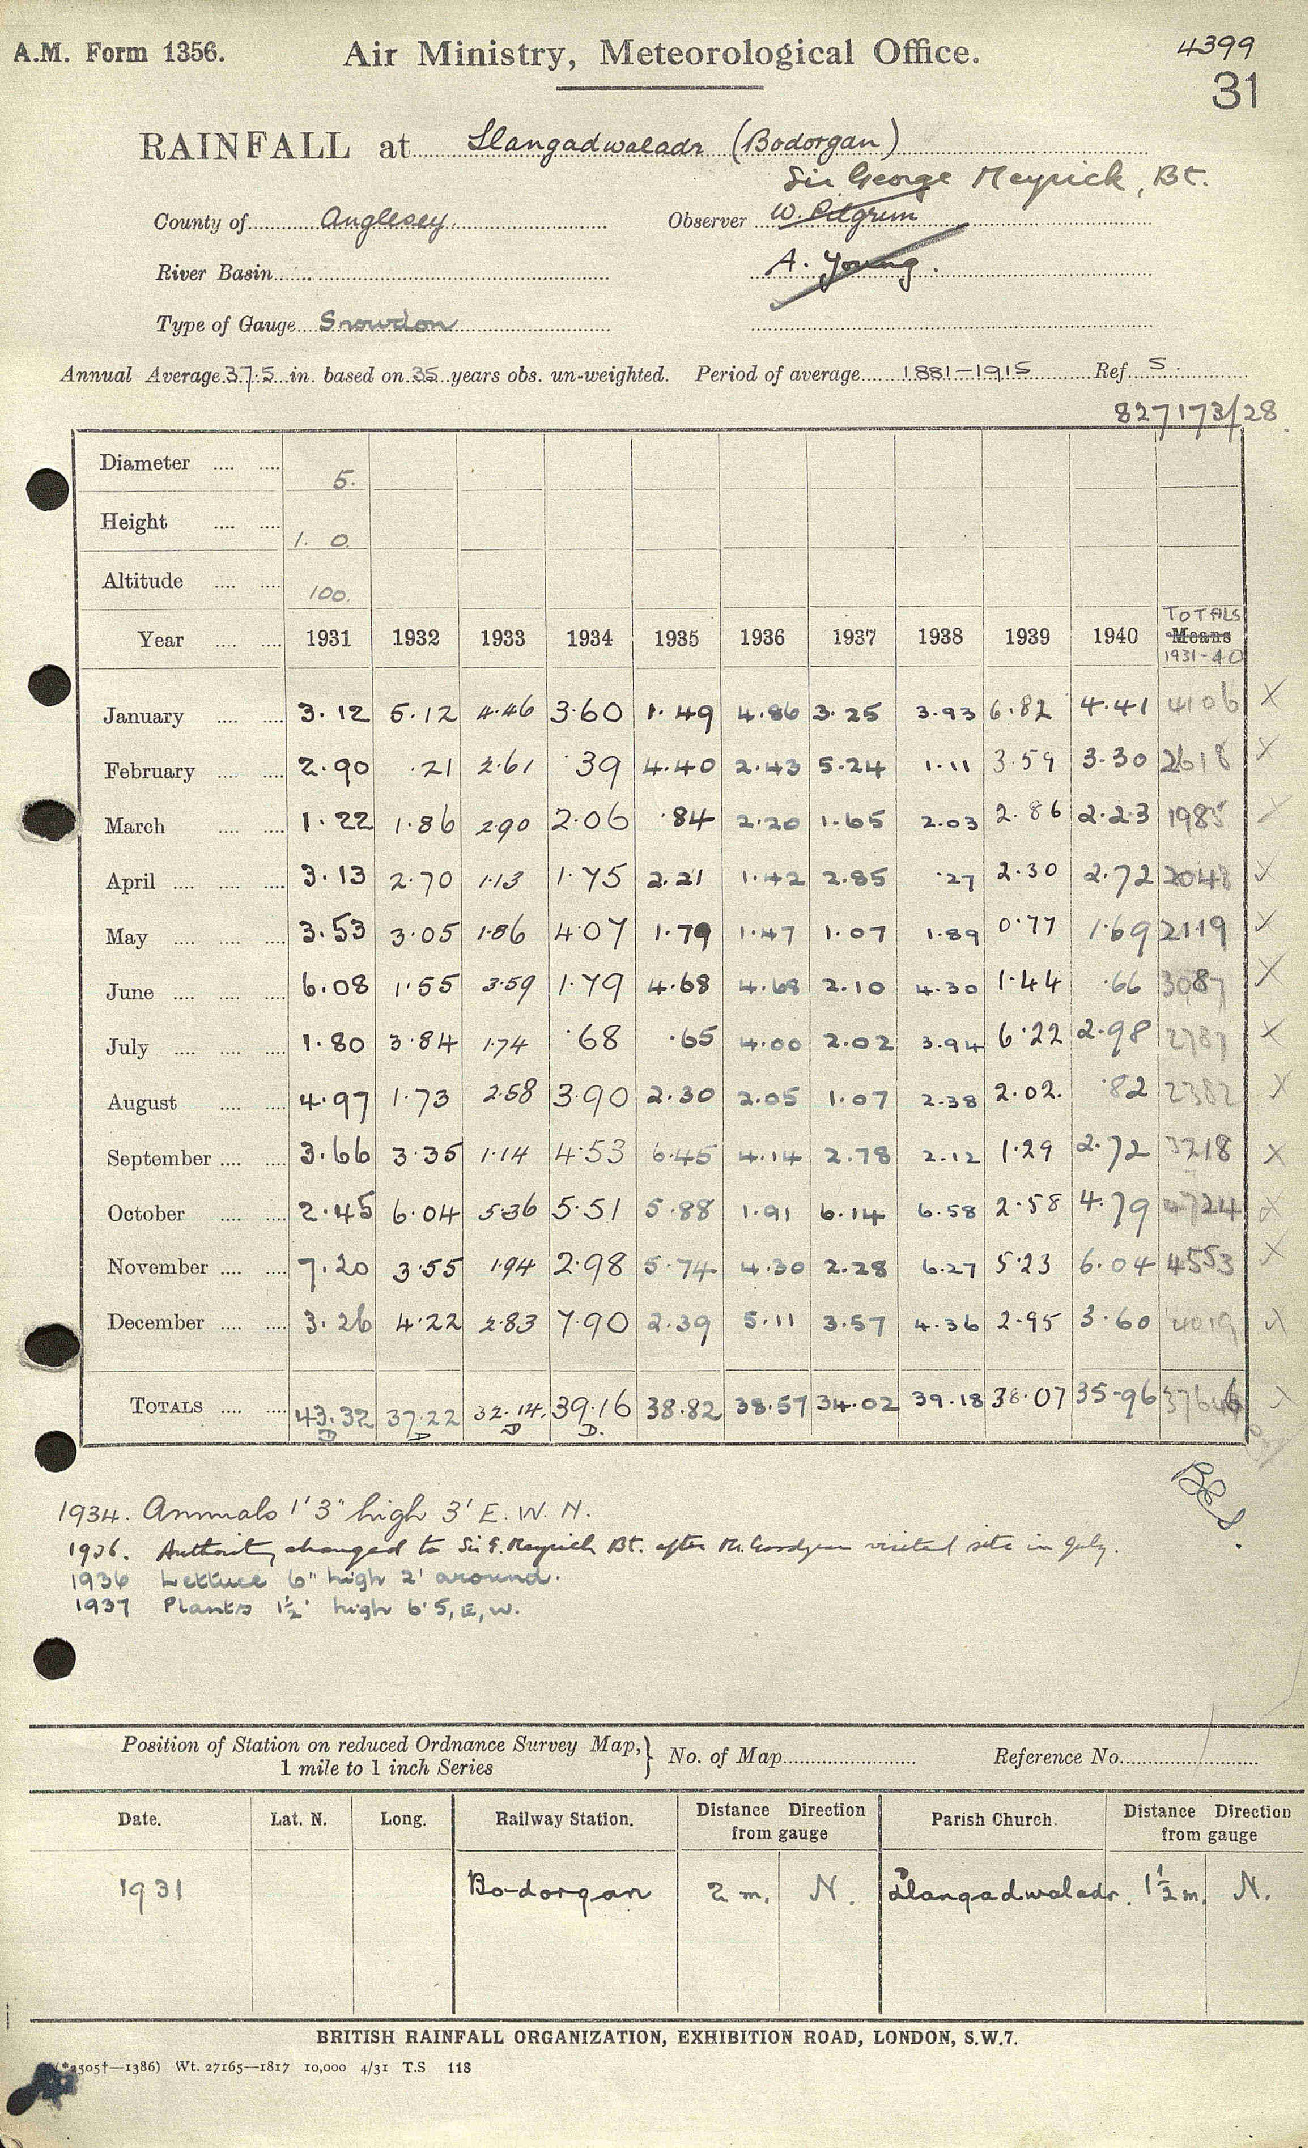 A.M. Form 1356.
Air Ministry, Meteorological Office.
4399
31
RAINFALL at Llangadwaladr (Bodorgan)
Sir George Meyrick, Bt.
County of Anglesey. Observer W. Pilgrim
River Basin A. Young.
Type of Gauge Snowdon
Annual Average 37.5 in. based on 35 years obs. un-weighted. Period of average 1881-1915 Ref. S.
827173/28
Diameter 5.
Height 1. 0.
Altitude 100.
TOTALS
Year 1931 1932 1933 1934 1935 1936 1937 1938 1939 1940 Means
1931-40
January 3.12 5.12 4.46 3.60 1.49 4.86 3.25 3.93 6.82 4.41 4106 X
February 2.90 .21 2.61 39 4.40 2.43 5.24 1.11 3.59 3.30 2618 X
March 1.22 1.86 2.90 2.06 .84 2.20 1.65 2.03 2.86 2.23 1985
April 3.13 2.70 1.13 1.75 2.21 1.42 2.85 .27 2.30 2.72 2048 X
May 3.53 3.05 1.86 4.07 1.79 1.47 1.07 1.89 0.77 1.69 2119 X
June 6.08 1.55 3.59 1.79 4.68 4.68 2.10 4.30 1.44 .66 3087 X
July 1.80 3.84 1.74 .68 .65 4.00 2.02 3.94 6.22 2.98 2787 X
August 4.97 1.73 2.58 3.90 2.30 2.05 1.07 2.38 2.02. .82 2382 X
September 3.66 3.35 1.14 4.53 6.45 4.14 2.78 2.12 1.29 2.72 3218 X
October 2.45 6.04 5.36 5.51 5.88 1.91 6.14 6.58 2.58 4.79 4724
November 7.20 3.55 1.94 2.98 5.74 4.30 2.28 6.27 5.23 6.04 4553 X
December 3.26 4.22 2.83 7.90 2.39 5.11 3.57 4.36 2.95 3.60 4019
TOTALS 43.32 37.22 32.14. 39.16 38.82 38.57 34.02 39.18 38.07 35.96 37646 X
D D D D.
1934. Annuals 1' 3" high 3' E. W. N.
1936. Authority changed to Sir G. Meyrick Bt. after Mr. visited site in July.
1936 Lettuce 6" high 2' around.
1937 Plants 1½' high 6' S, E, W.
Position of Station on reduced Ordnance Survey Map, } No. of Map Reference No.
1 mile to 1 inch Series
Date. Lat. N. Long. Railway Station. Distance Direction from gauge Parish Church. Distance Direction from gauge
1931 Bodorgan 2 m. N. Llangadwaladr. 1½ m. N.
BRITISH RAINFALL ORGANIZATION, EXHIBITION ROAD, LONDON, S.W.7.
5505†—1386) Wt. 27165—1817 10,000 4/31 T.S 118